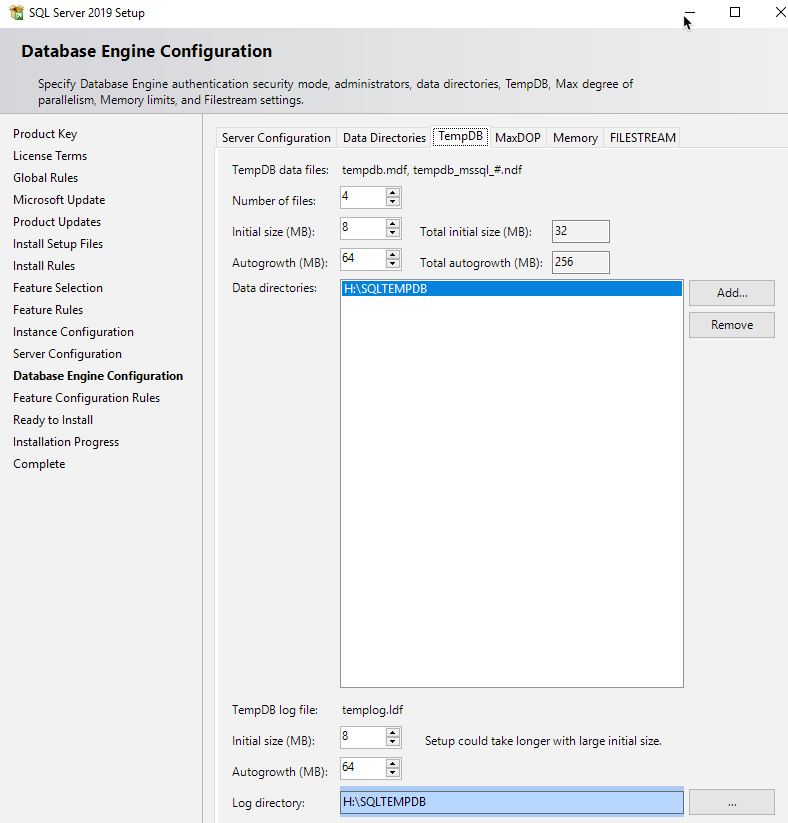 SQL Server 2019 Setup
Database Engine Configuration
Specify Database Engine authentication security mode, administrators, data directories, TempDB, Max degree of
parallelism, Memory limits, and Filestream settings.
Product Key
License Terms
Global Rules
Microsoft Update
Product Updates
Install Setup Files
Install Rules
Feature Selection
Feature Rules
Instance Configuration
Server Configuration
Database Engine Configuration
Feature Configuration Rules
Ready to Install
Installation Progress
Complete
Server Configuration Data Directories TempDB MaxDOP Memory FILESTREAM
TempDB data files: tempdb.mdf, tempdb_mssql_#.ndf
Number of files: 4
Initial size (MB): 8 Total initial size (MB): 32
Autogrowth (MB): 64 Total autogrowth (MB): 256
Data directories: H:\SQLTEMPDB Add...
Remove
TempDB log file: templog.ldf
Initial size (MB): 8 Setup could take longer with large initial size.
Autogrowth (MB): 64
Log directory: H:\SQLTEMPDB ...